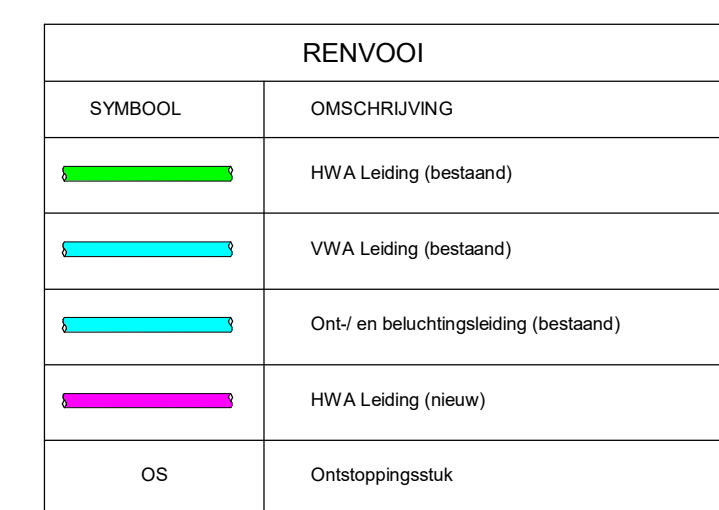 RENVOOI
SYMBOOL OMSCHRIJVING
HWA Leiding (bestaand)
VWA Leiding (bestaand)
Ont-/ en beluchtingsleiding (bestaand)
HWA Leiding (nieuw)
OS Ontstoppingsstuk